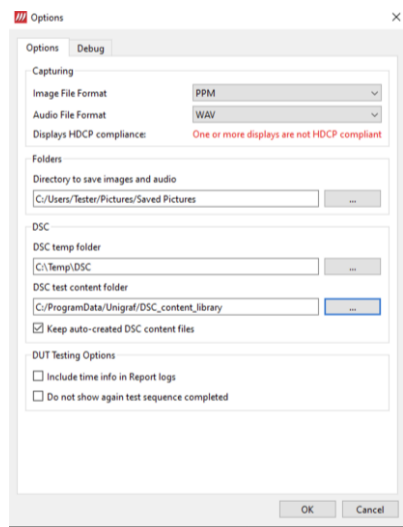 Options
Options Debug
Capturing
Image File Format PPM
Audio File Format WAV
Displays HDCP compliance: One or more displays are not HDCP compliant
Folders
Directory to save images and audio
C:/Users/Tester/Pictures/Saved Pictures ...
DSC
DSC temp folder
C:\Temp\DSC ...
DSC test content folder
C:/ProgramData/Unigraf/DSC_content_library ...
Keep auto-created DSC content files
DUT Testing Options
Include time info in Report logs
Do not show again test sequence completed
OK Cancel